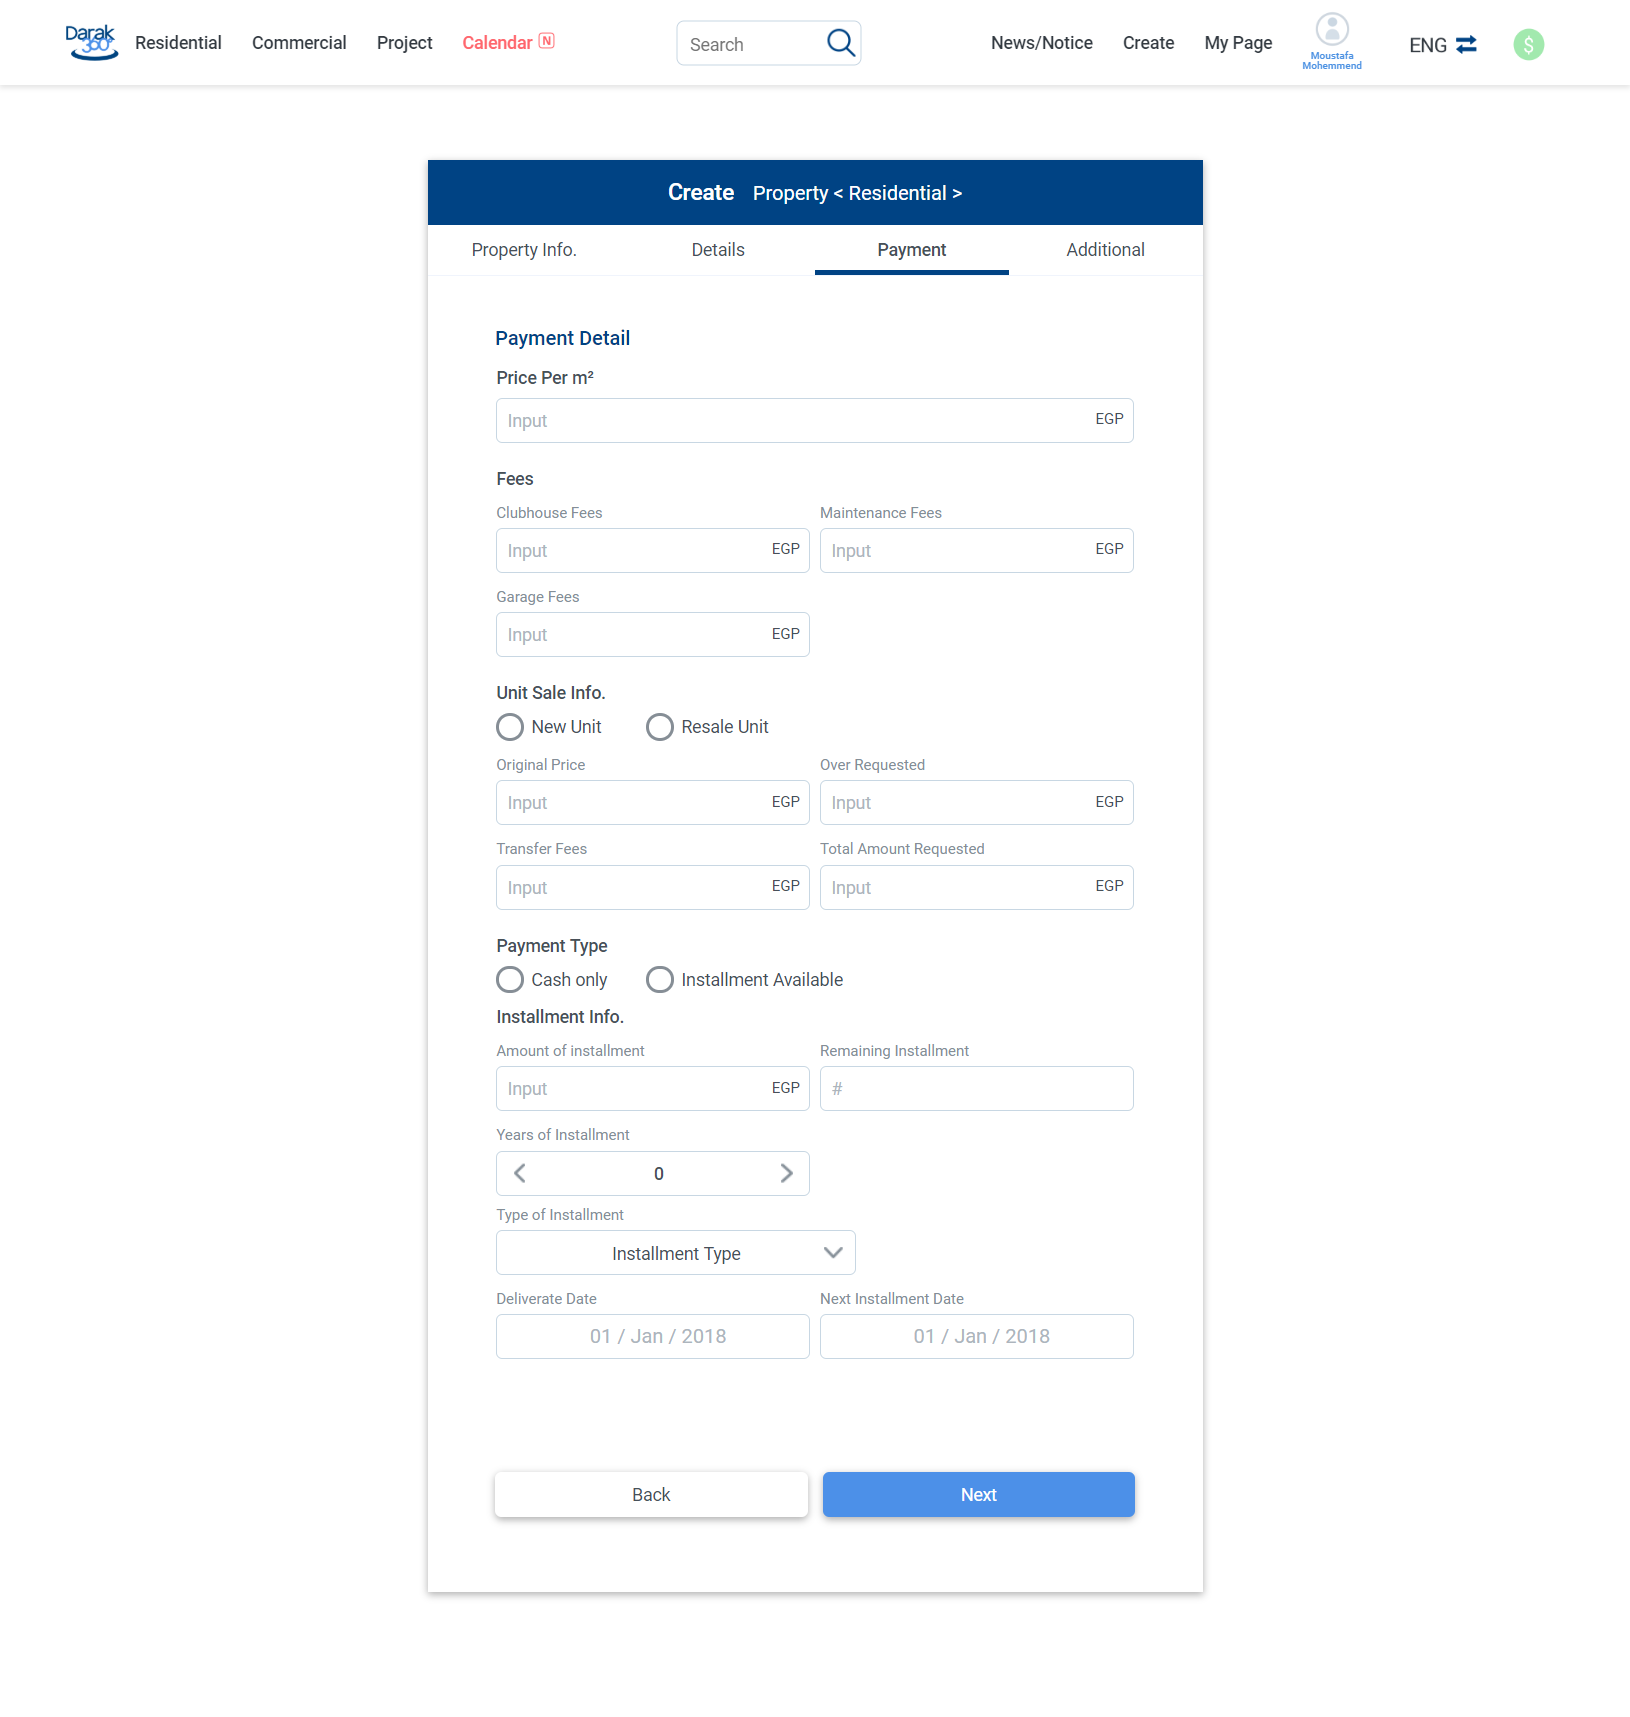 Darak 360° Residential Commercial Project Calendar N Search News/Notice Create My Page Moustafa Mohemmend ENG $
Create Property < Residential >
Property Info. Details Payment Additional
Payment Detail
Price Per m²
Input EGP
Fees
Clubhouse Fees Maintenance Fees
Input EGP Input EGP
Garage Fees
Input EGP
Unit Sale Info.
New Unit Resale Unit
Original Price Over Requested
Input EGP Input EGP
Transfer Fees Total Amount Requested
Input EGP Input EGP
Payment Type
Cash only Installment Available
Installment Info.
Amount of installment Remaining Installment
Input EGP #
Years of Installment
0
Type of Installment
Installment Type
Deliverate Date Next Installment Date
01 / Jan / 2018 01 / Jan / 2018
Back Next